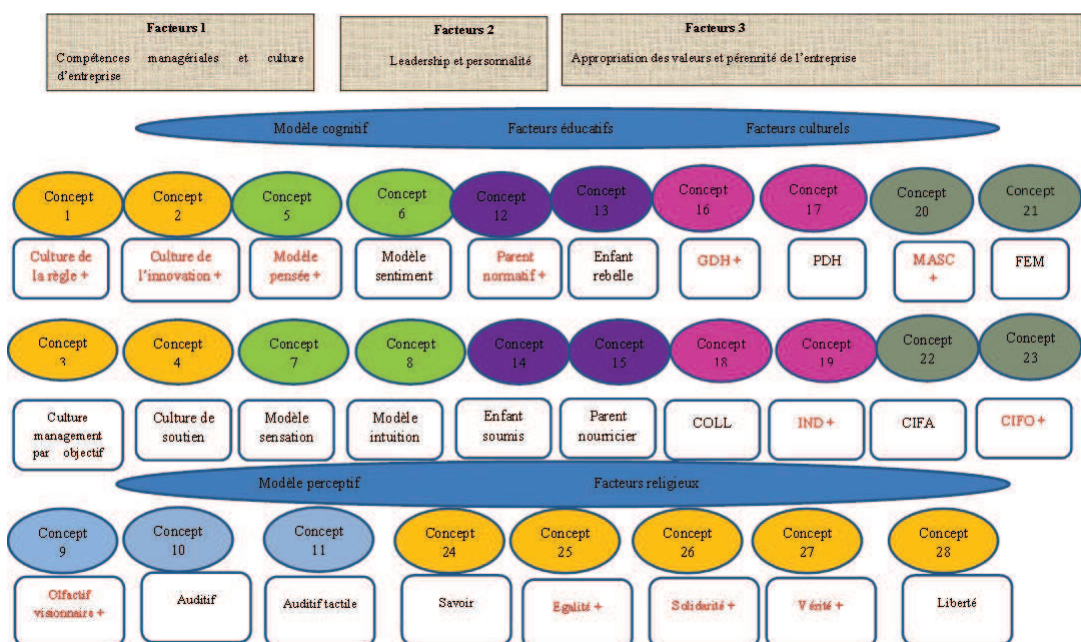 Facteurs 1
Compétences managériales et culture
d'entreprise
Facteurs 2
Leadership et personnalité
Facteurs 3
Appropriation des valeurs et pérennité de l'entreprise
Modèle cognitif Facteurs éducatifs Facteurs culturels
Concept Concept Concept Concept Concept Concept Concept Concept Concept Concept
1 2 5 6 12 13 16 17 20 21
Culture de
la règle +
Culture de
l'innovation +
Modèle
pensée +
Modèle
sentiment
Parent
normatif +
Enfant
rebelle
GDH +
PDH
MASC
+
FEM
Concept Concept Concept Concept Concept Concept Concept Concept Concept Concept
3 4 7 8 14 15 18 19 22 23
Culture
management
par objectif
Culture de
soutien
Modèle
sensation
Modèle
intuition
Enfant
soumis
Parent
nourricier
COLL
IND +
CIFA
CIFO +
Modèle perceptif Facteurs religieux
Concept Concept Concept Concept Concept Concept Concept Concept
9 10 11 24 25 26 27 28
Olfactif
visionnaire +
Auditif
Auditif tactile
Savoir
Egalité +
Solidarité +
Vérité +
Liberté